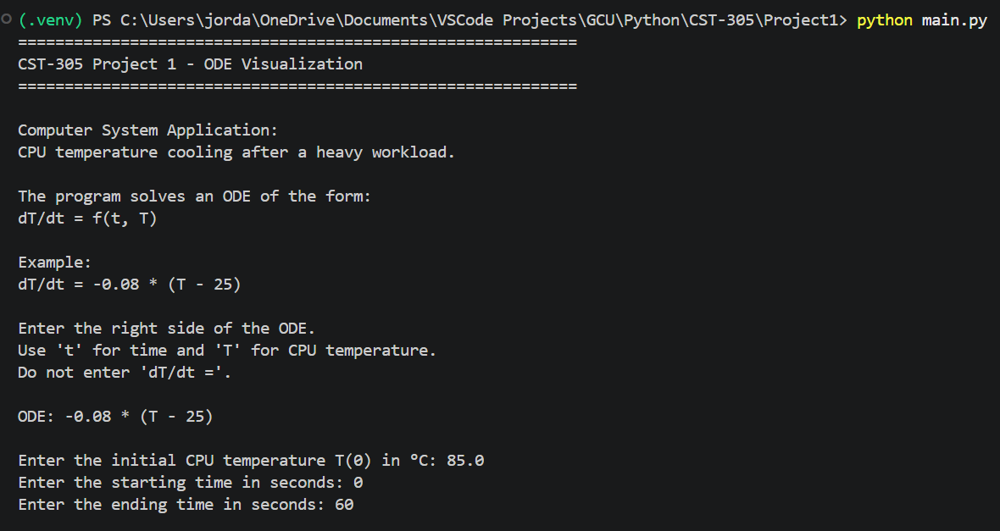 (.venv) PS C:\Users\jorda\OneDrive\Documents\VSCode Projects\GCU\Python\CST-305\Project1> python main.py
============================================================
CST-305 Project 1 - ODE Visualization
============================================================
Computer System Application:
CPU temperature cooling after a heavy workload.
The program solves an ODE of the form:
dT/dt = f(t, T)
Example:
dT/dt = -0.08 * (T - 25)
Enter the right side of the ODE.
Use 't' for time and 'T' for CPU temperature.
Do not enter 'dT/dt ='.
ODE: -0.08 * (T - 25)
Enter the initial CPU temperature T(0) in °C: 85.0
Enter the starting time in seconds: 0
Enter the ending time in seconds: 60